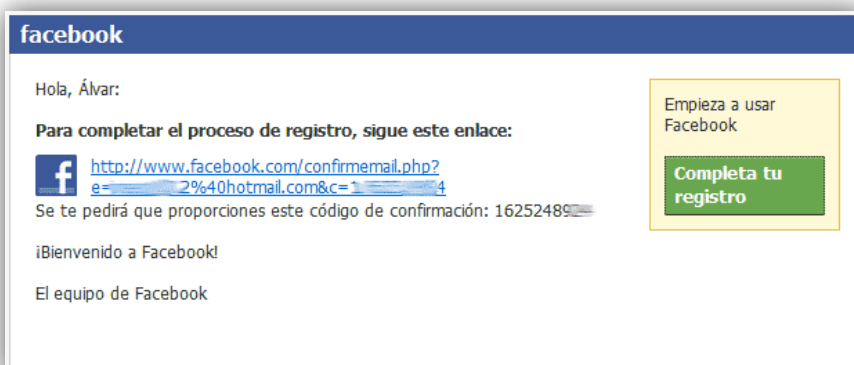 facebook
Hola, Álvar:
Para completar el proceso de registro, sigue este enlace:
http://www.facebook.com/confirmemail.php?
e= 2%40hotmail.com&c=1 4
Se te pedirá que proporciones este código de confirmación: 162524892
¡Bienvenido a Facebook!
El equipo de Facebook
Empieza a usar
Facebook
Completa tu
registro